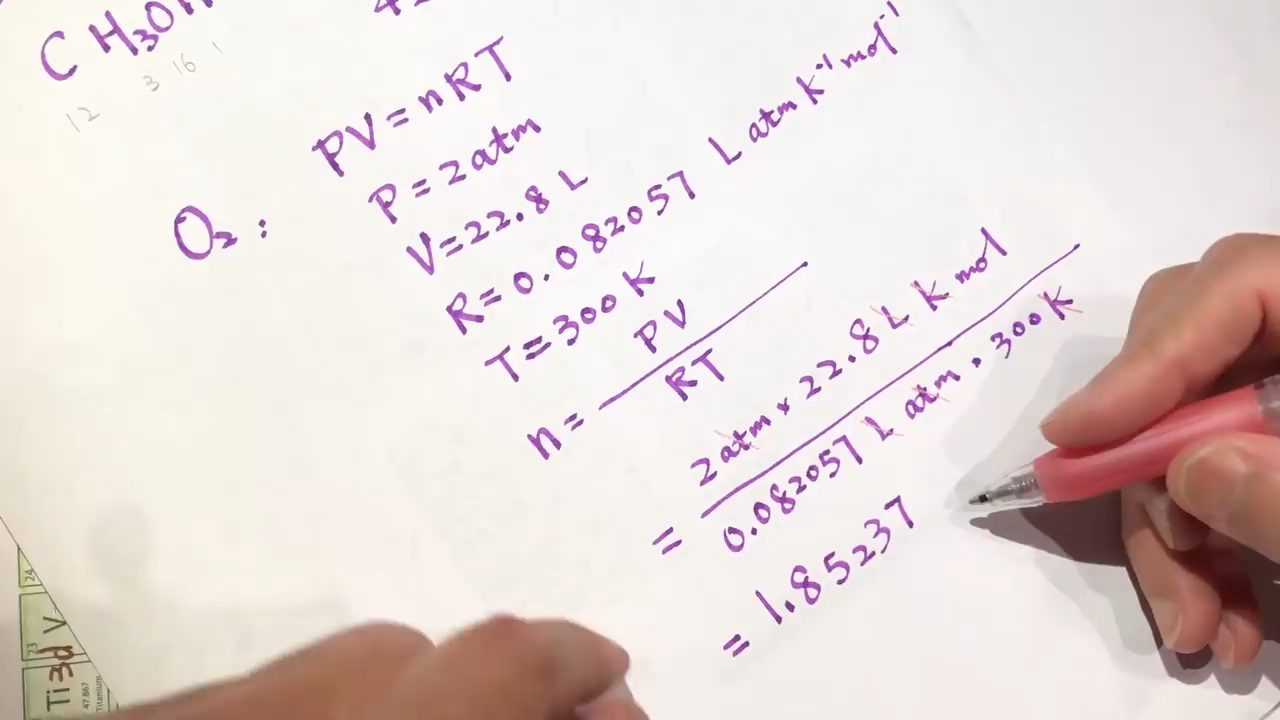 CH3OH
12 3 16 1
PV = nRT
O2: P = 2 atm
V = 22.8 L
R = 0.082057 L atm K⁻¹ mol⁻¹
T = 300 K
n = PV / RT
= 2 atm × 22.8 L K mol / 0.082057 L atm · 300 K
= 1.85237
24
23
V
3d
Ti
47.867
Titanium